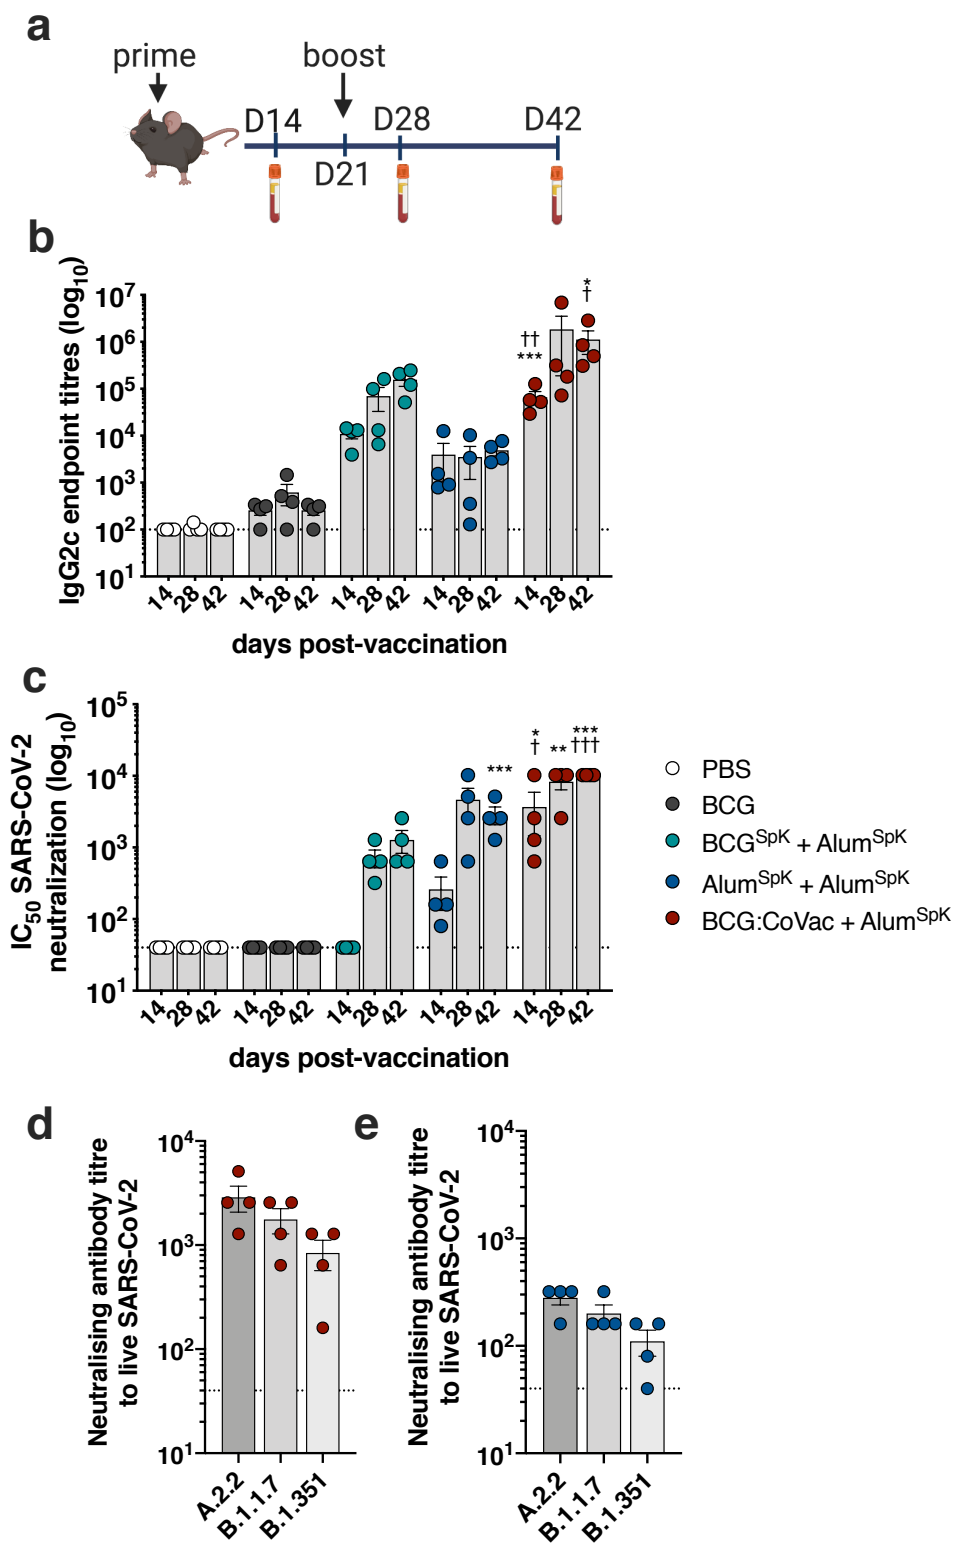 a
prime
boost
D14
D28
D42
D21
b
IgG2c endpoint titres (log10)
10^7
10^6
10^5
10^4
10^3
10^2
10^1
††
***
*
†
14 28 42 14 28 42 14 28 42 14 28 42 14 28 42
days post-vaccination
c
IC50 SARS-CoV-2
neutralization (log10)
10^5
10^4
10^3
10^2
10^1
***
*
†
**
***
†††
14 28 42 14 28 42 14 28 42 14 28 42 14 28 42
days post-vaccination
PBS
BCG
BCG^SpK + Alum^SpK
Alum^SpK + Alum^SpK
BCG:CoVac + Alum^SpK
d
Neutralising antibody titre
to live SARS-CoV-2
10^4
10^3
10^2
10^1
A.2.2
B.1.1.7
B.1.351
e
Neutralising antibody titre
to live SARS-CoV-2
10^4
10^3
10^2
10^1
A.2.2
B.1.1.7
B.1.351